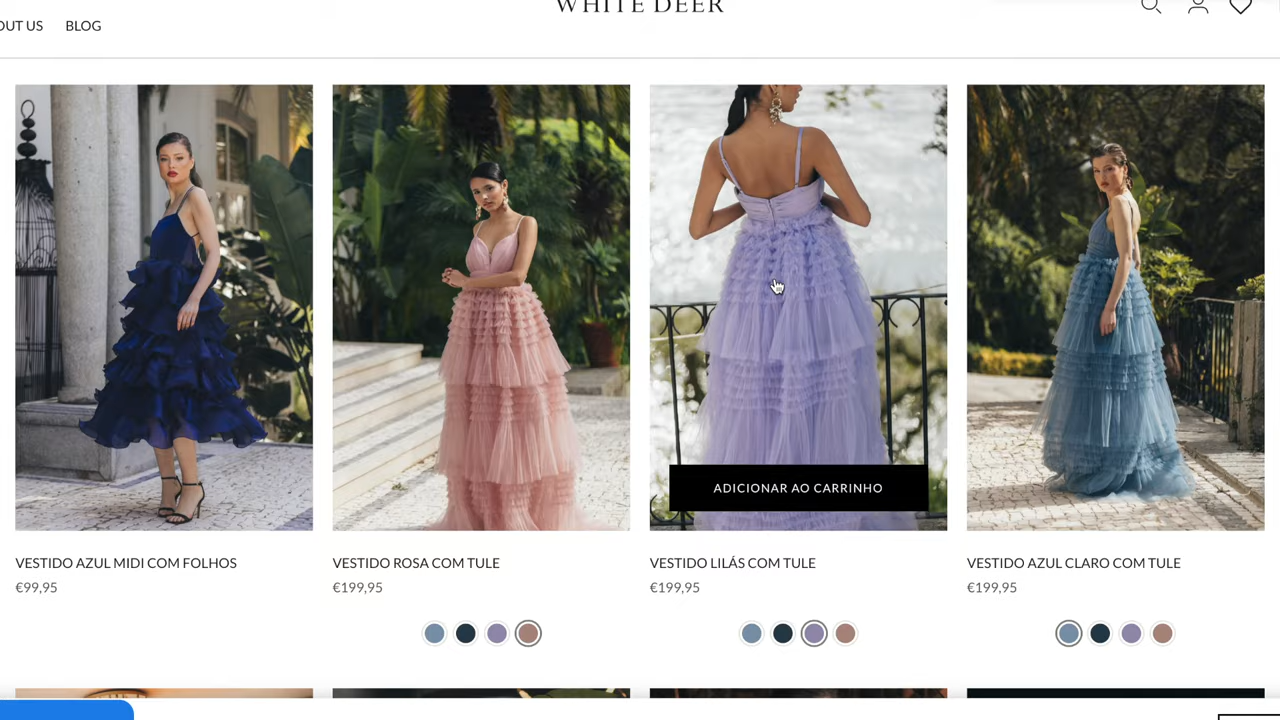 WHITE DEER
OUT US
BLOG
ADICIONAR AO CARRINHO
VESTIDO AZUL MIDI COM FOLHOS
€99,95
VESTIDO ROSA COM TULE
€199,95
VESTIDO LILÁS COM TULE
€199,95
VESTIDO AZUL CLARO COM TULE
€199,95